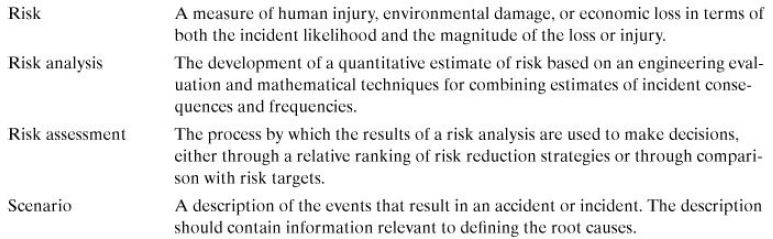 Risk A measure of human injury, environmental damage, or economic loss in terms of
both the incident likelihood and the magnitude of the loss or injury.
Risk analysis The development of a quantitative estimate of risk based on an engineering eval-
uation and mathematical techniques for combining estimates of incident conse-
quences and frequencies.
Risk assessment The process by which the results of a risk analysis are used to make decisions,
either through a relative ranking of risk reduction strategies or through compari-
son with risk targets.
Scenario A description of the events that result in an accident or incident. The description
should contain information relevant to defining the root causes.